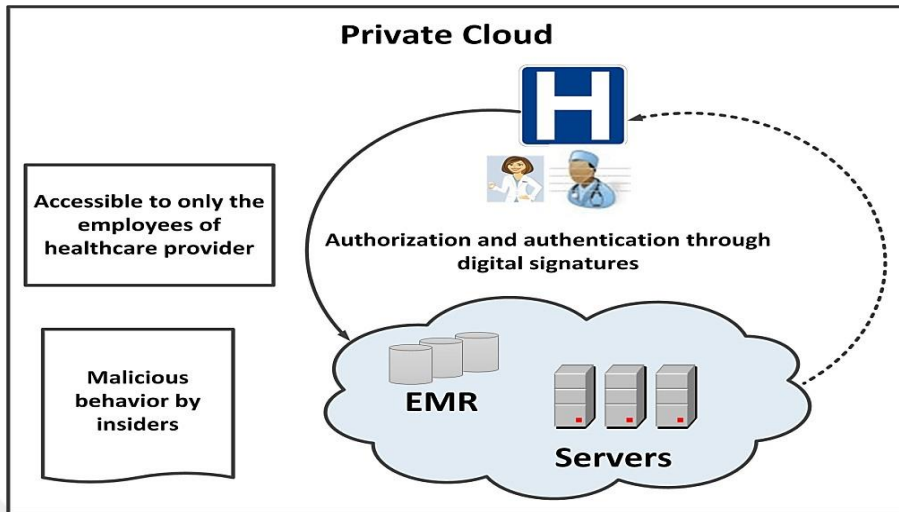 Private Cloud
H
Accessible to only the
employees of
healthcare provider
Authorization and authentication through
digital signatures
Malicious
behavior by
insiders
EMR
Servers